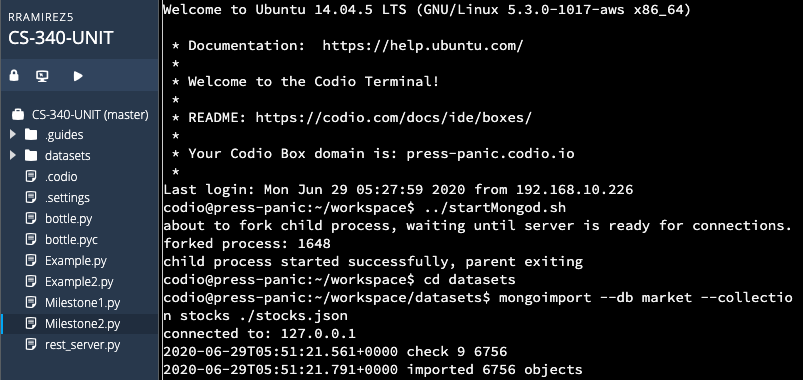 RRAMIREZ5
CS-340-UNIT
CS-340-UNIT (master)
.guides
datasets
.codio
.settings
bottle.py
bottle.pyc
Example.py
Example2.py
Milestone1.py
Milestone2.py
rest_server.py
Welcome to Ubuntu 14.04.5 LTS (GNU/Linux 5.3.0-1017-aws x86_64)
* Documentation:  https://help.ubuntu.com/
*
* Welcome to the Codio Terminal!
*
* README: https://codio.com/docs/ide/boxes/
*
* Your Codio Box domain is: press-panic.codio.io
*
Last login: Mon Jun 29 05:27:59 2020 from 192.168.10.226
codio@press-panic:~/workspace$ ../startMongod.sh
about to fork child process, waiting until server is ready for connections.
forked process: 1648
child process started successfully, parent exiting
codio@press-panic:~/workspace$ cd datasets
codio@press-panic:~/workspace/datasets$ mongoimport --db market --collectio
n stocks ./stocks.json
connected to: 127.0.0.1
2020-06-29T05:51:21.561+0000 check 9 6756
2020-06-29T05:51:21.791+0000 imported 6756 objects